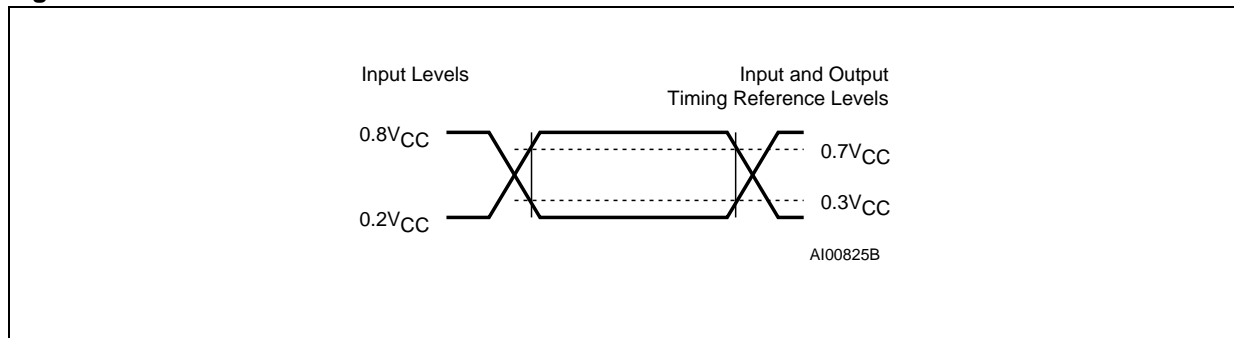 Input Levels
Input and Output
Timing Reference Levels
0.8VCC
0.7VCC
0.3VCC
0.2VCC
AI00825B